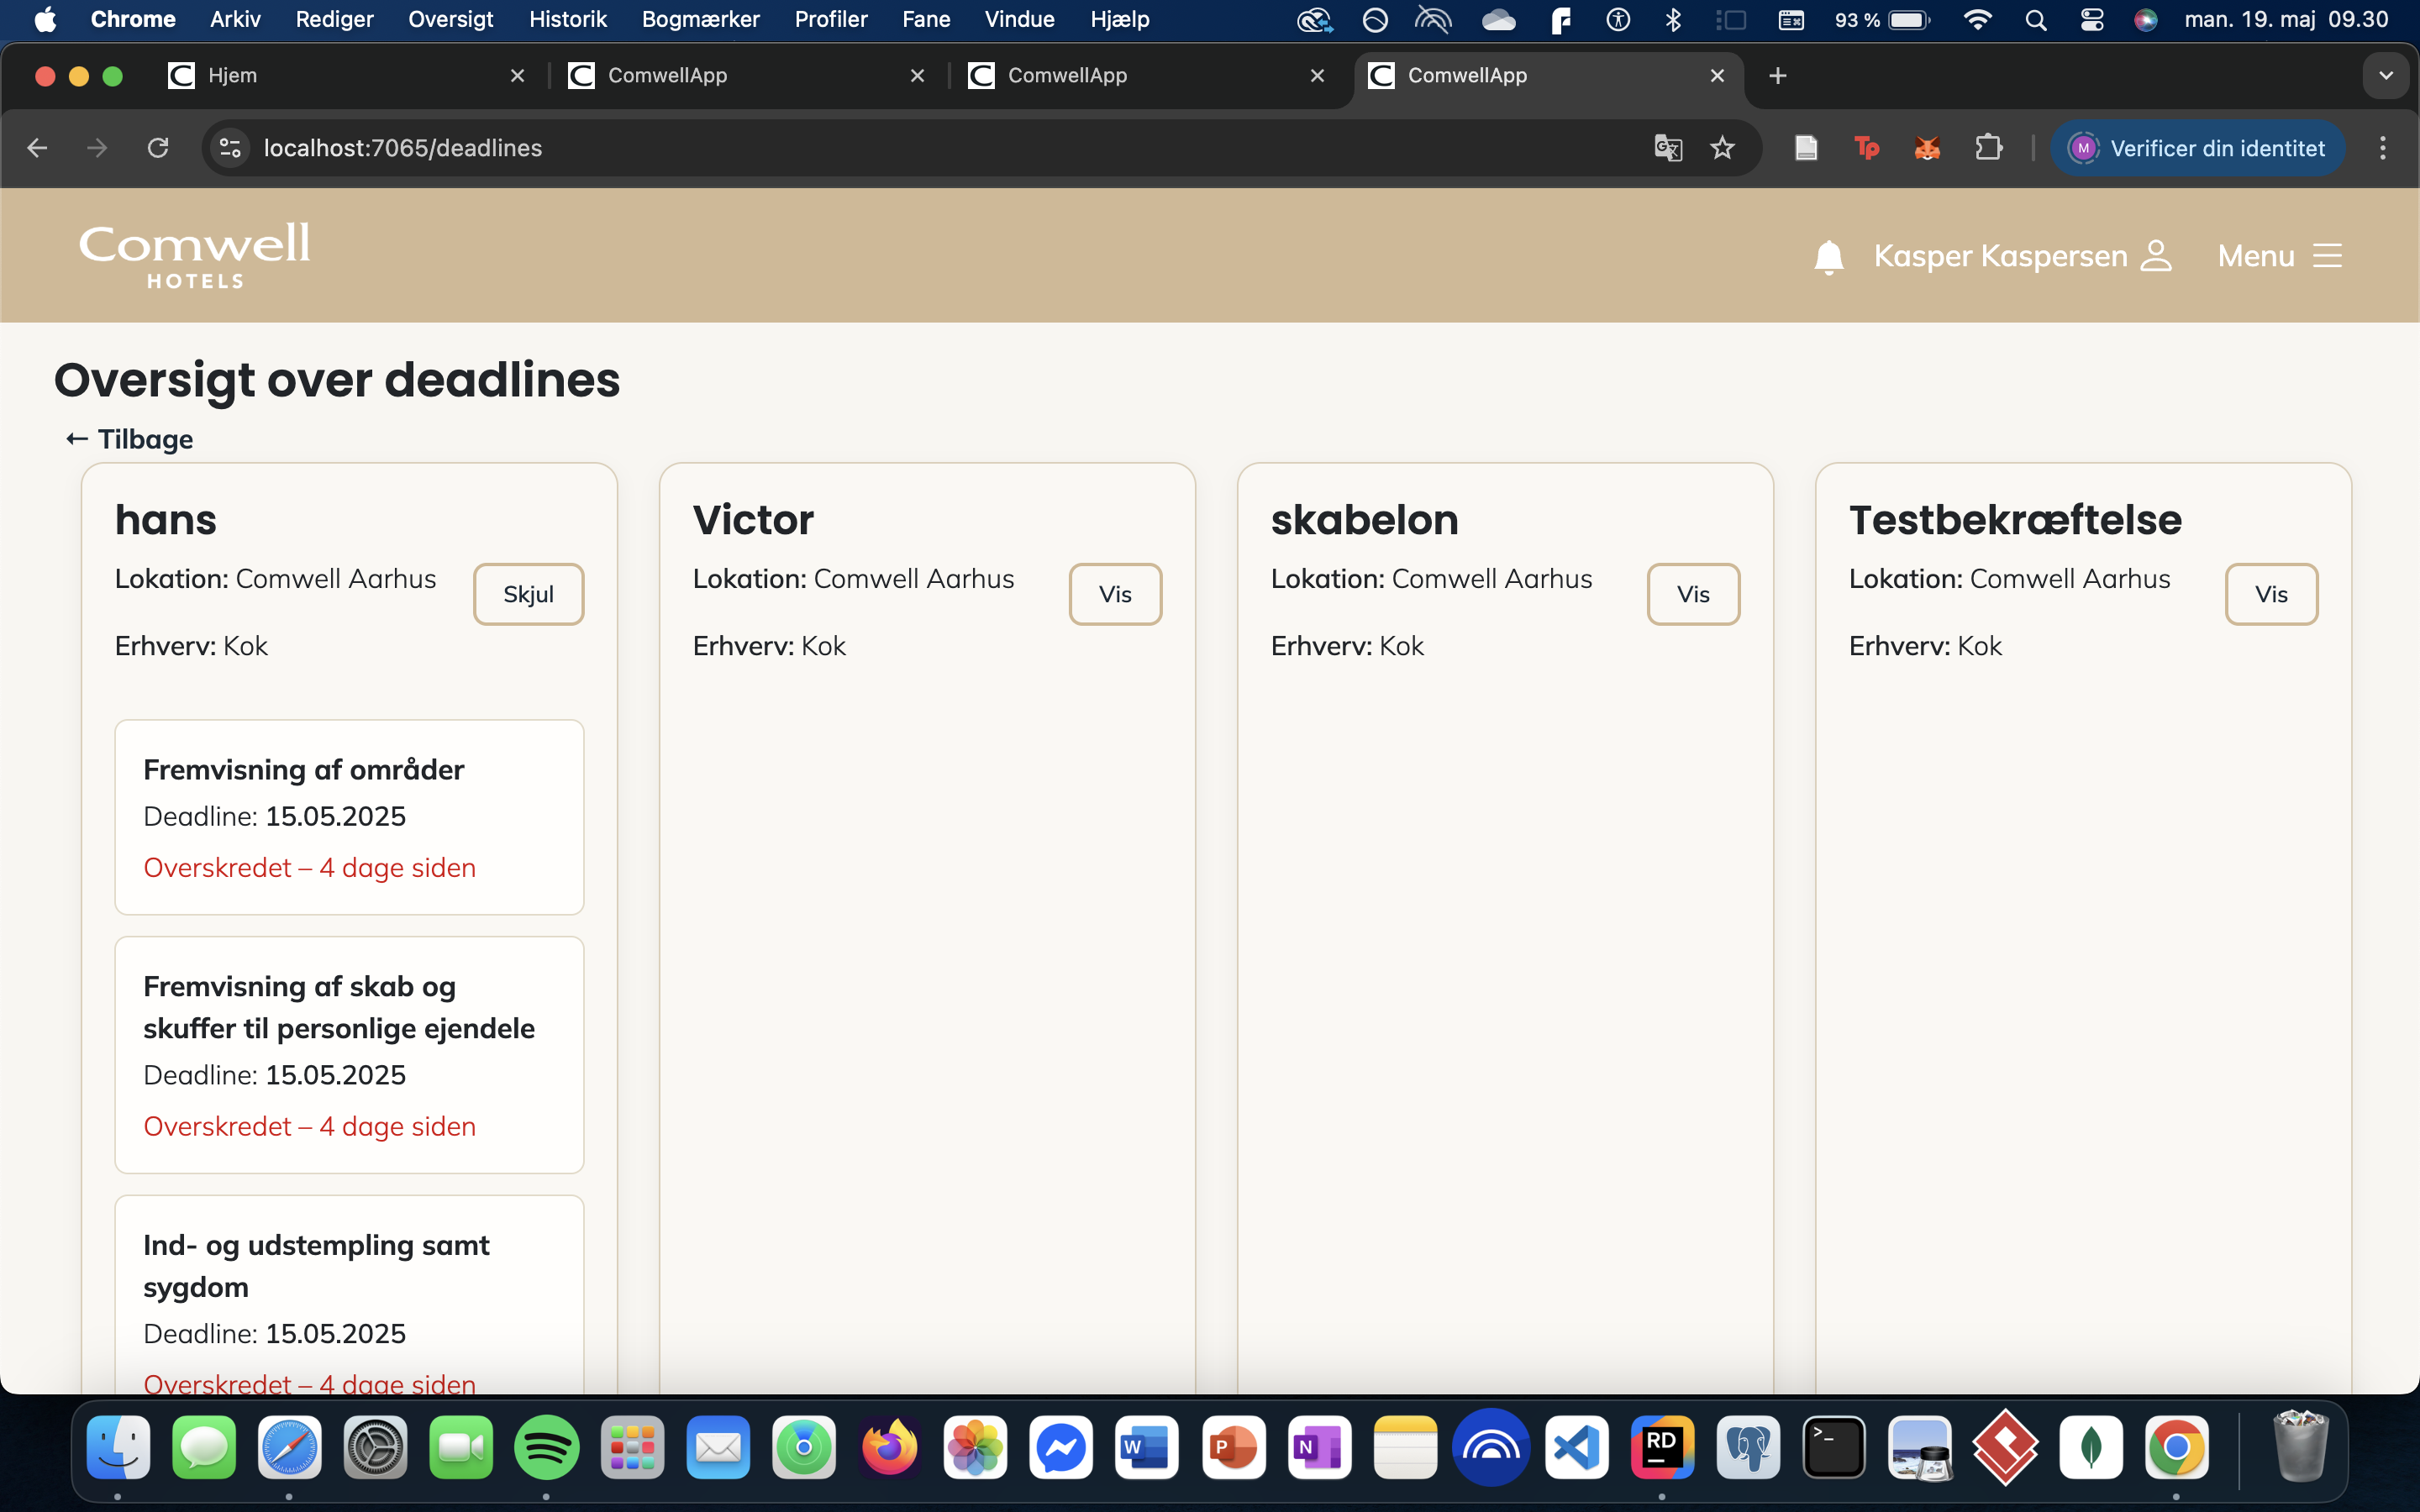 Chrome Arkiv Rediger Oversigt Historik Bogmærker Profiler Fane Vindue Hjælp 93 % man. 19. maj 09.30
Hjem ComwellApp ComwellApp ComwellApp
localhost:7065/deadlines Tp M Verificer din identitet
Comwell
HOTELS
Kasper Kaspersen Menu
Oversigt over deadlines
← Tilbage
hans
Lokation: Comwell Aarhus
Skjul
Erhverv: Kok
Fremvisning af områder
Deadline: 15.05.2025
Overskredet – 4 dage siden
Fremvisning af skab og
skuffer til personlige ejendele
Deadline: 15.05.2025
Overskredet – 4 dage siden
Ind- og udstempling samt
sygdom
Deadline: 15.05.2025
Overskredet – 4 dage siden
Victor
Lokation: Comwell Aarhus
Vis
Erhverv: Kok
skabelon
Lokation: Comwell Aarhus
Vis
Erhverv: Kok
Testbekræftelse
Lokation: Comwell Aarhus
Vis
Erhverv: Kok
W P N RD